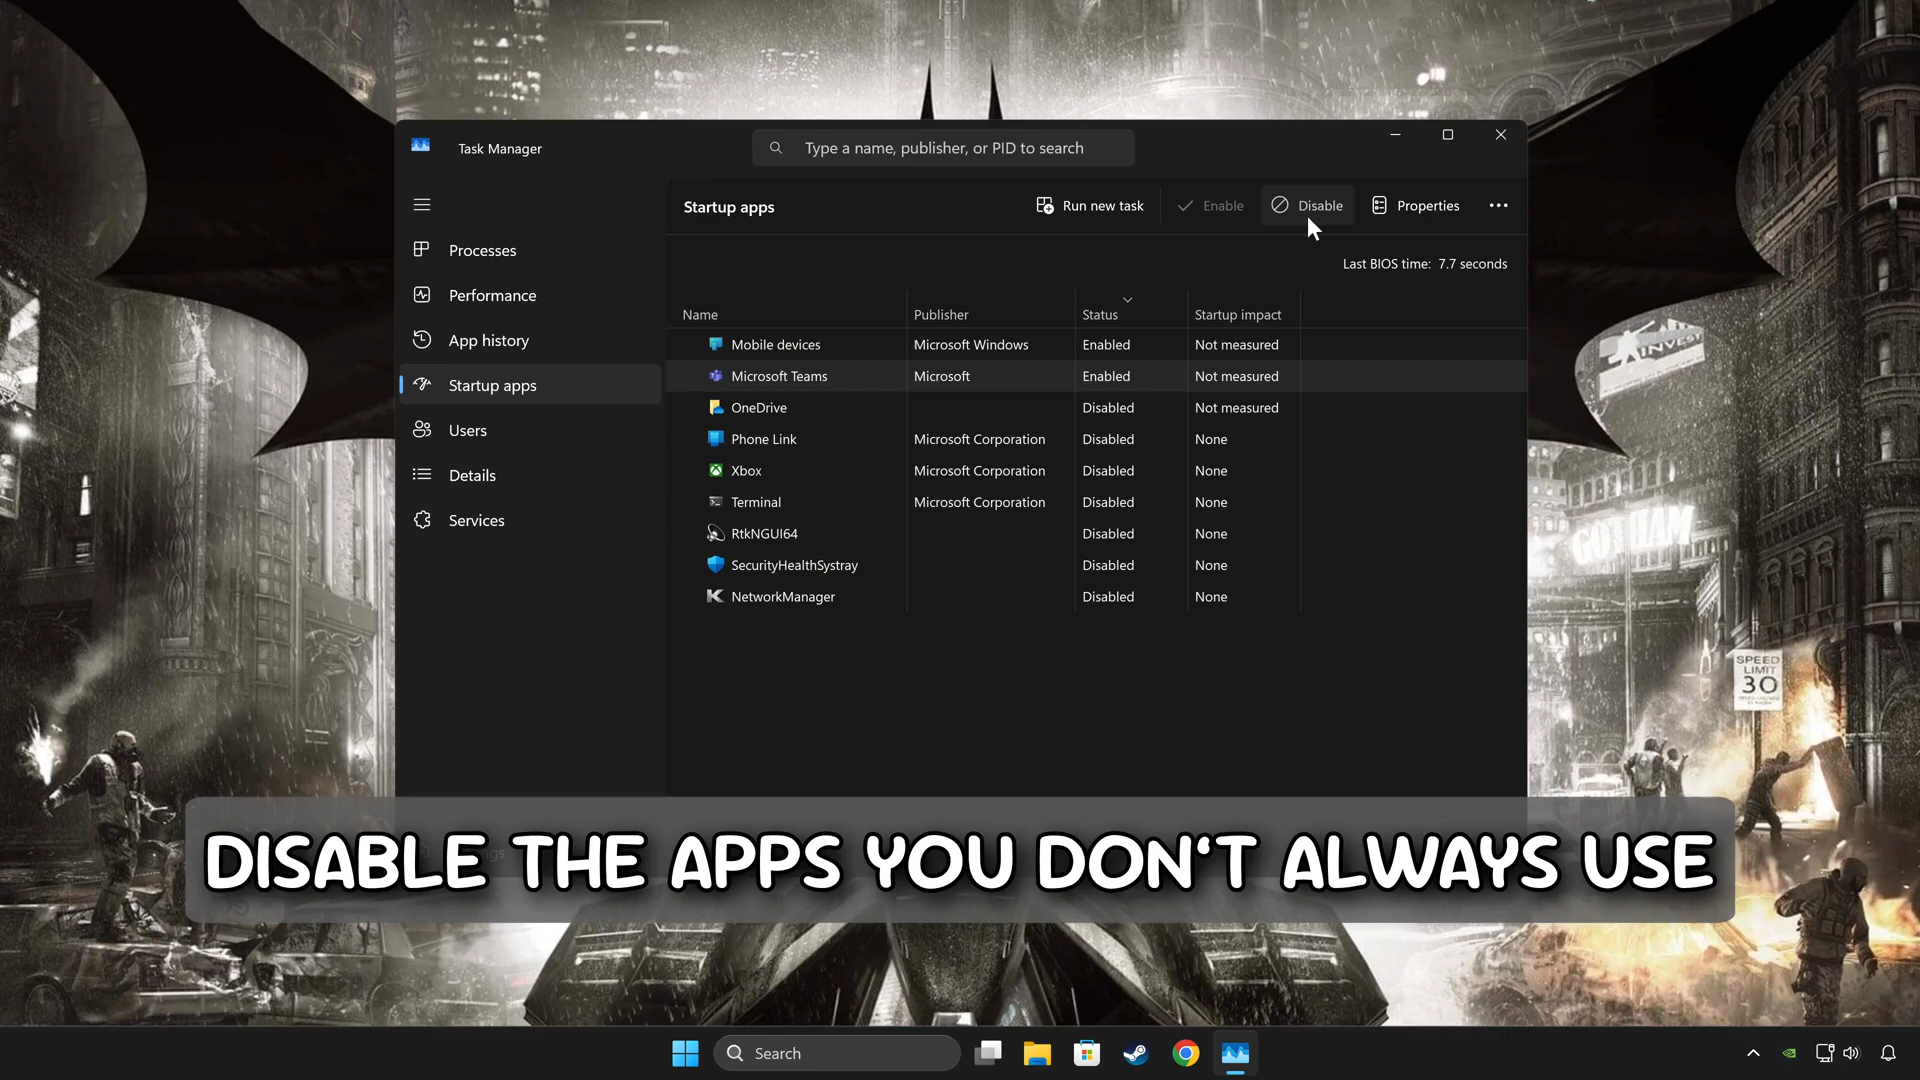 Task Manager
Type a name, publisher, or PID to search
Startup apps
Run new task
Enable
Disable
Properties
Last BIOS time: 7.7 seconds
Processes
Performance
App history
Startup apps
Users
Details
Services
Name Publisher Status Startup impact
Mobile devices Microsoft Windows Enabled Not measured
Microsoft Teams Microsoft Enabled Not measured
OneDrive Disabled Not measured
Phone Link Microsoft Corporation Disabled None
Xbox Microsoft Corporation Disabled None
Terminal Microsoft Corporation Disabled None
RtkNGUI64 Disabled None
SecurityHealthSystray Disabled None
NetworkManager Disabled None
INVEST
GOTHAM
SPEED
LIMIT
30
DISABLE THE APPS YOU DON'T ALWAYS USE
Search